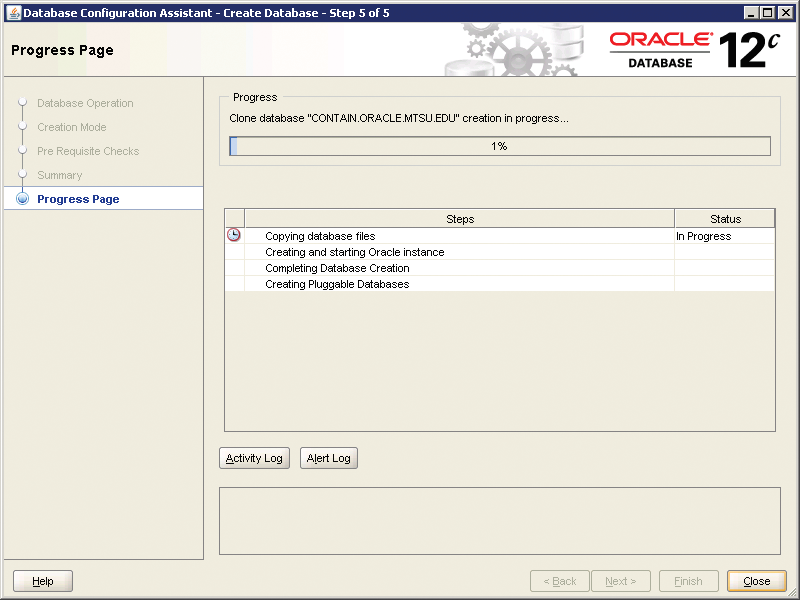 Database Configuration Assistant - Create Database - Step 5 of 5
Progress Page
ORACLE
DATABASE
12c
Database Operation
Creation Mode
Pre Requisite Checks
Summary
Progress Page
Progress
Clone database "CONTAIN.ORACLE.MTSU.EDU" creation in progress...
1%
Steps Status
Copying database files In Progress
Creating and starting Oracle instance
Completing Database Creation
Creating Pluggable Databases
Activity Log Alert Log
Help < Back Next > Finish Close